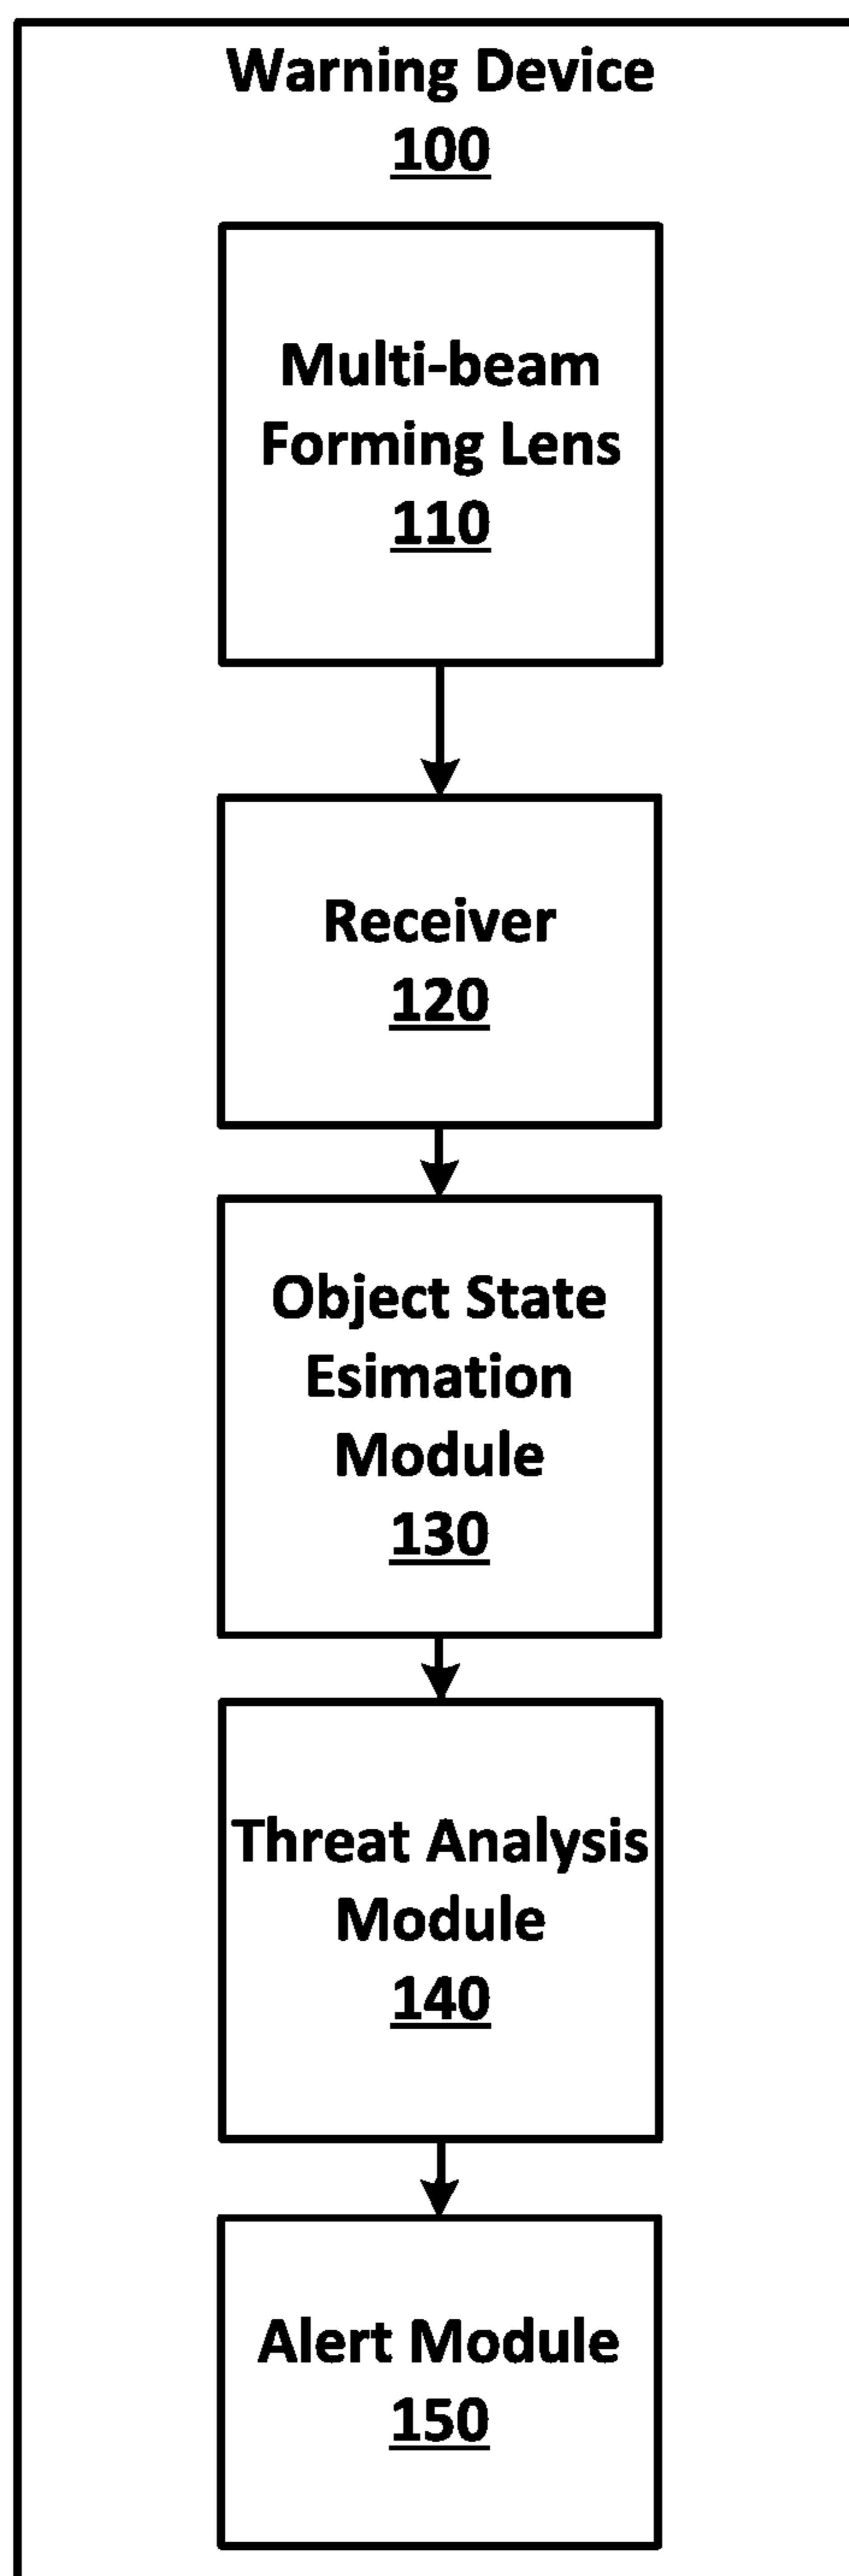 Warning Device
100
Multi-beam
Forming Lens
110
Receiver
120
Object State
Esimation
Module
130
Threat Analysis
Module
140
Alert Module
150